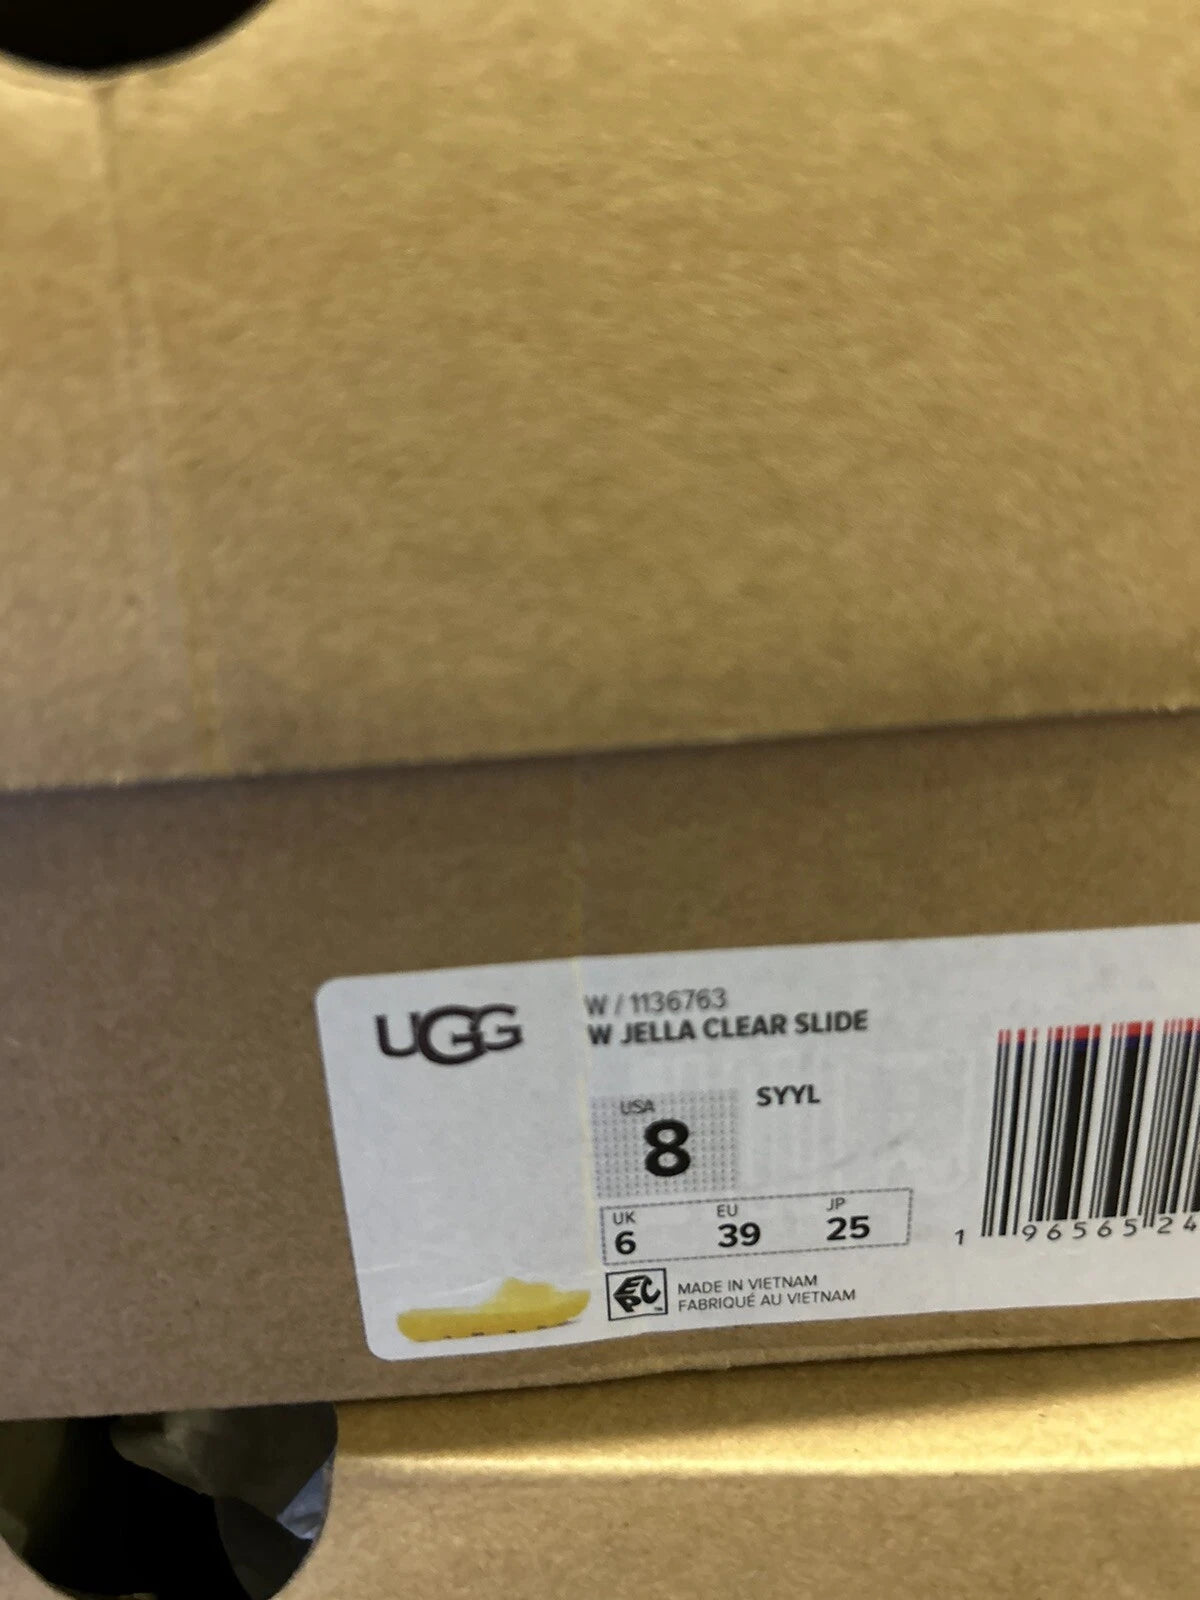 UGG
W / 1136763
W JELLA CLEAR SLIDE
USA
8
SYYL
UK EU JP
6 39 25
EPC
MADE IN VIETNAM
FABRIQUÉ AU VIETNAM
1 96565 24